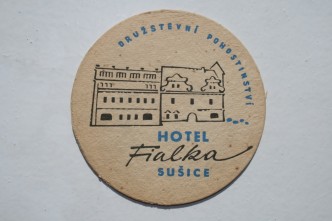 DRUŽSTEVNÍ POHOSTINSTVÍ
HOTEL
Fialka
SUŠICE